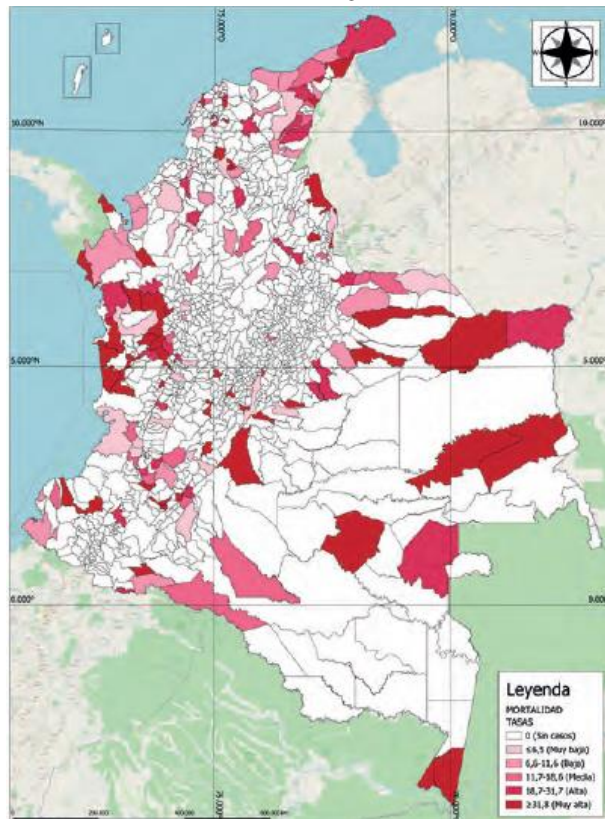 75.000°O
70.000°O
N
O
E
S
10.000°N
10.000°
5.000°N
5.000°
0.000°
0.000°
Leyenda
MORTALIDAD
TASAS
0 (Sin casos)
≤6,5 (Muy baja)
6,6-11,6 (Baja)
11,7-18,6 (Media)
18,7-31,7 (Alta)
≥31,8 (Muy alta)